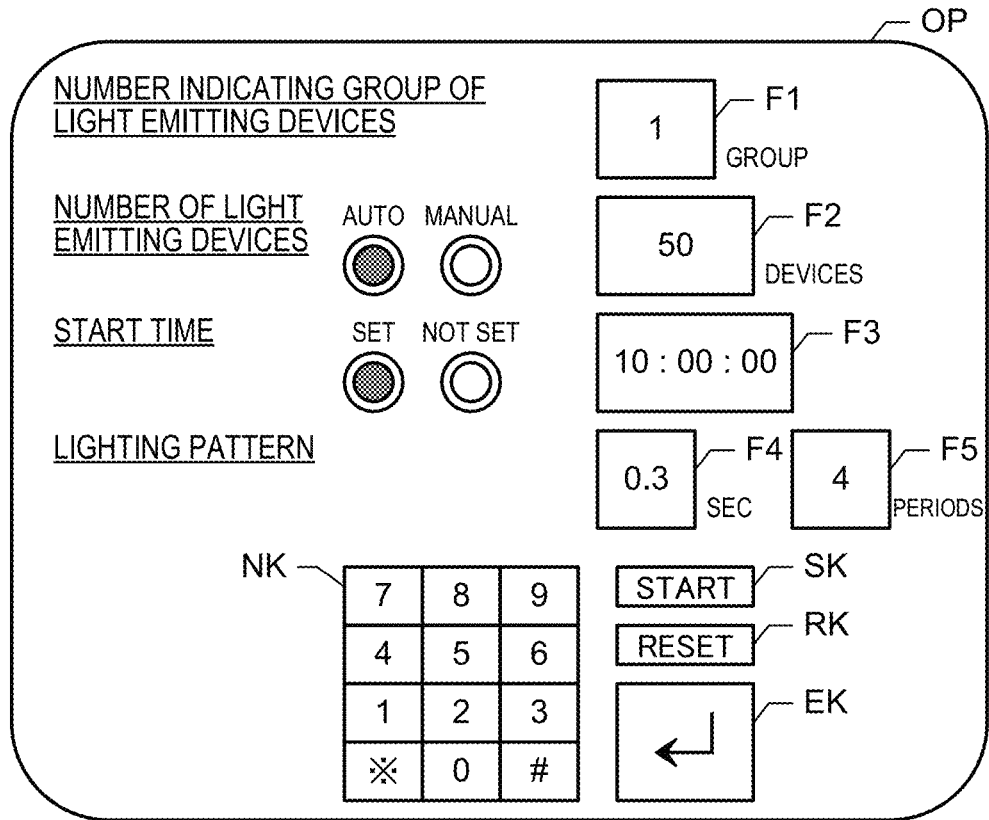 OP
NUMBER INDICATING GROUP OF
LIGHT EMITTING DEVICES
1
F1
GROUP
NUMBER OF LIGHT
EMITTING DEVICES
AUTO MANUAL
50
F2
DEVICES
START TIME
SET NOT SET
10 : 00 : 00
F3
LIGHTING PATTERN
0.3
F4
SEC
4
F5
PERIODS
NK
7 8 9
4 5 6
1 2 3
※ 0 #
START
SK
RESET
RK
EK